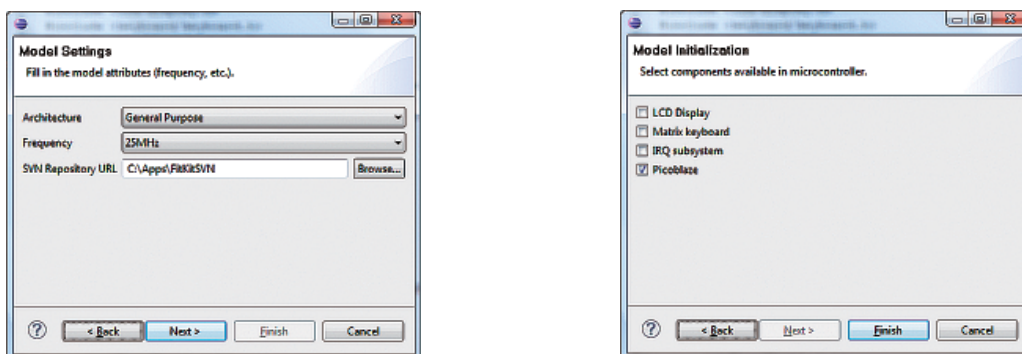 Model Settings
Fill in the model attributes (frequency, etc.).
Architecture General Purpose
Frequency 25MHz
SVN Repository URL C:\Apps\FitKitSVN Browse...
< Back Next > Finish Cancel
Model Initialization
Select components available in microcontroller.
LCD Display
Matrix keyboard
IRQ subsystem
Picoblaze
< Back Next > Finish Cancel